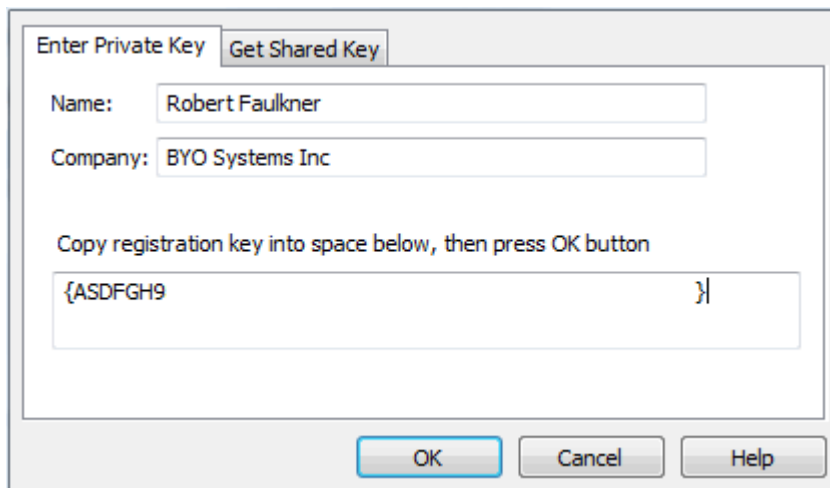 Enter Private Key Get Shared Key
Name: Robert Faulkner
Company: BYO Systems Inc
Copy registration key into space below, then press OK button
{ASDFGH9 }
OK Cancel Help